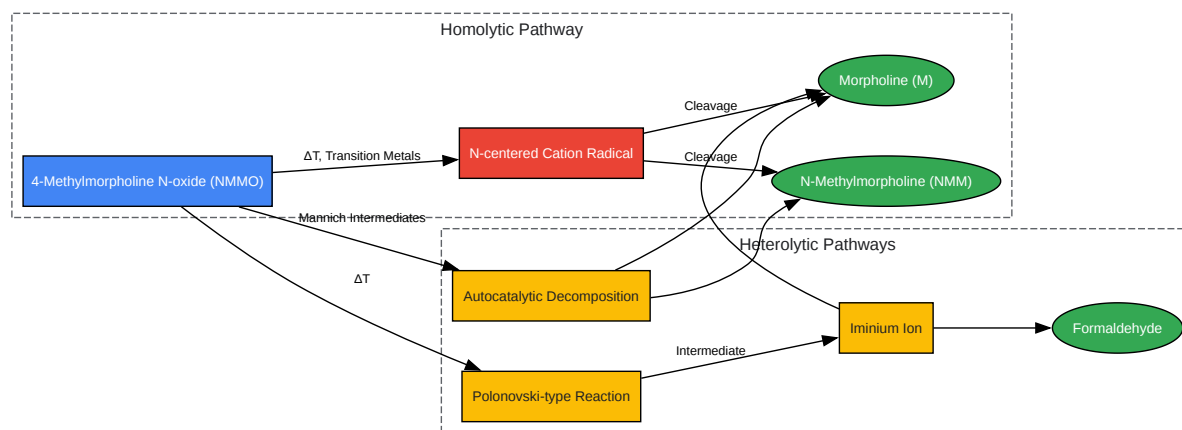 Homolytic Pathway
Morpholine (M)
Cleavage
ΔT, Transition Metals
N-centered Cation Radical
Cleavage
4-Methylmorpholine N-oxide (NMMO)
N-Methylmorpholine (NMM)
Mannich Intermediates
Heterolytic Pathways
ΔT
Autocatalytic Decomposition
Iminium Ion
Formaldehyde
Intermediate
Polonovski-type Reaction